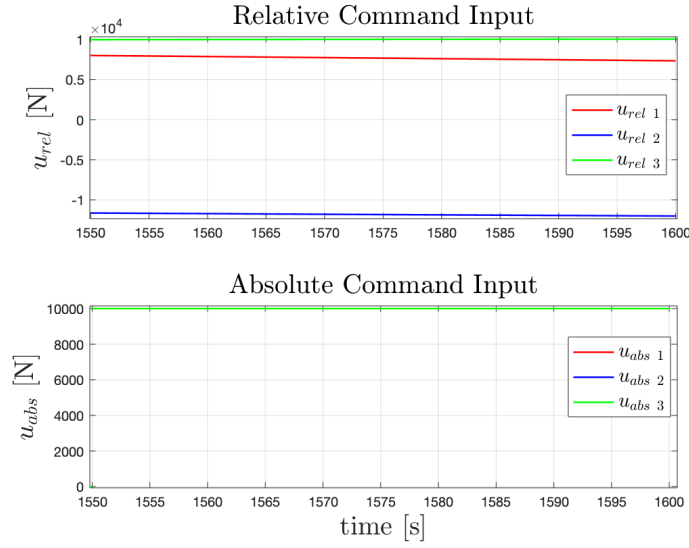 Relative Command Input
×10⁴
1
0.5
0
-0.5
-1
u_rel [N]
u_rel 1
u_rel 2
u_rel 3
1550 1555 1560 1565 1570 1575 1580 1585 1590 1595 1600
Absolute Command Input
10000
8000
6000
4000
2000
0
u_abs [N]
u_abs 1
u_abs 2
u_abs 3
1550 1555 1560 1565 1570 1575 1580 1585 1590 1595 1600
time [s]